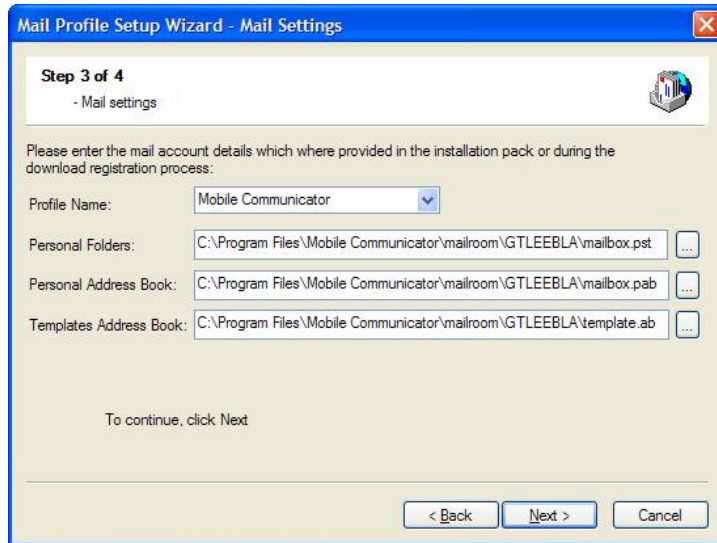 Mail Profile Setup Wizard - Mail Settings
Step 3 of 4
- Mail settings
Please enter the mail account details which where provided in the installation pack or during the
download registration process:
Profile Name: Mobile Communicator
Personal Folders: C:\Program Files\Mobile Communicator\mailroom\GTLEEBLA\mailbox.pst ...
Personal Address Book: C:\Program Files\Mobile Communicator\mailroom\GTLEEBLA\mailbox.pab ...
Templates Address Book: C:\Program Files\Mobile Communicator\mailroom\GTLEEBLA\template.ab ...
To continue, click Next
< Back Next > Cancel